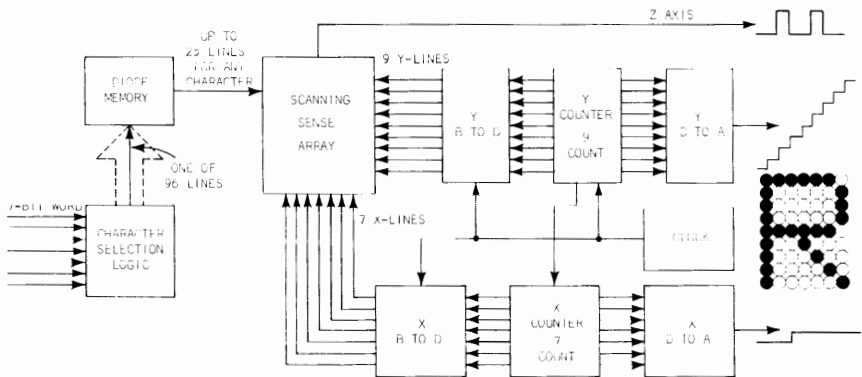 Z AXIS
UP TO
25 LINES
FOR ANY
CHARACTER
9 Y-LINES
DIODE
MEMORY
SCANNING
SENSE
ARRAY
Y
B TO D
Y
COUNTER
9
COUNT
Y
D TO A
ONE OF
96 LINES
7-BIT WORD
CHARACTER
SELECTION
LOGIC
7 X-LINES
CLOCK
X
B TO D
X
COUNTER
7
COUNT
X
D TO A